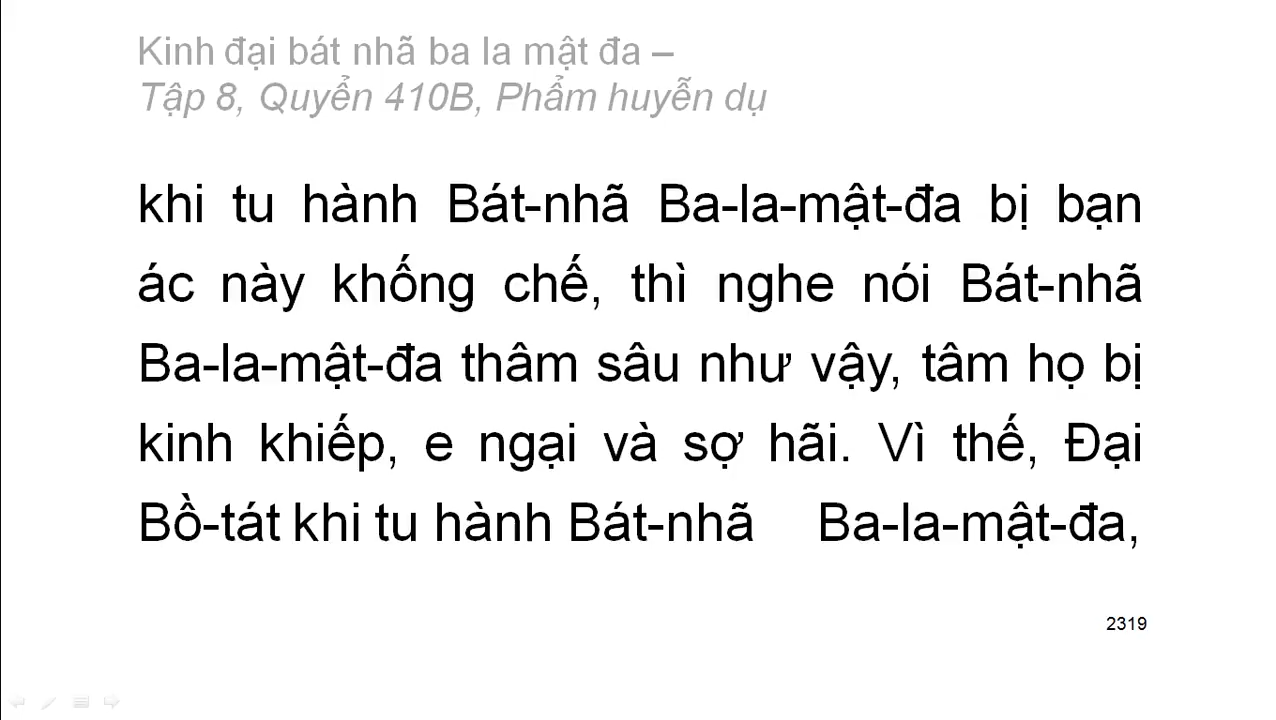 Kinh đại bát nhã ba la mật đa –
Tập 8, Quyển 410B, Phẩm huyễn dụ
khi tu hành Bát-nhã Ba-la-mật-đa bị bạn
ác này khống chế, thì nghe nói Bát-nhã
Ba-la-mật-đa thâm sâu như vậy, tâm họ bị
kinh khiếp, e ngại và sợ hãi. Vì thế, Đại
Bồ-tát khi tu hành Bát-nhã Ba-la-mật-đa,
2319